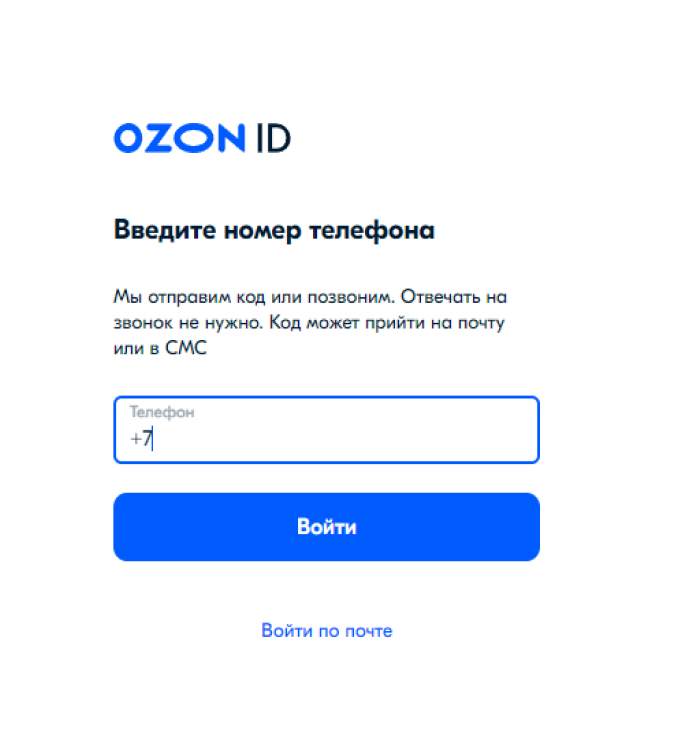 OZON ID
Введите номер телефона
Мы отправим код или позвоним. Отвечать на
звонок не нужно. Код может прийти на почту
или в СМС
Телефон
+7
Войти
Войти по почте